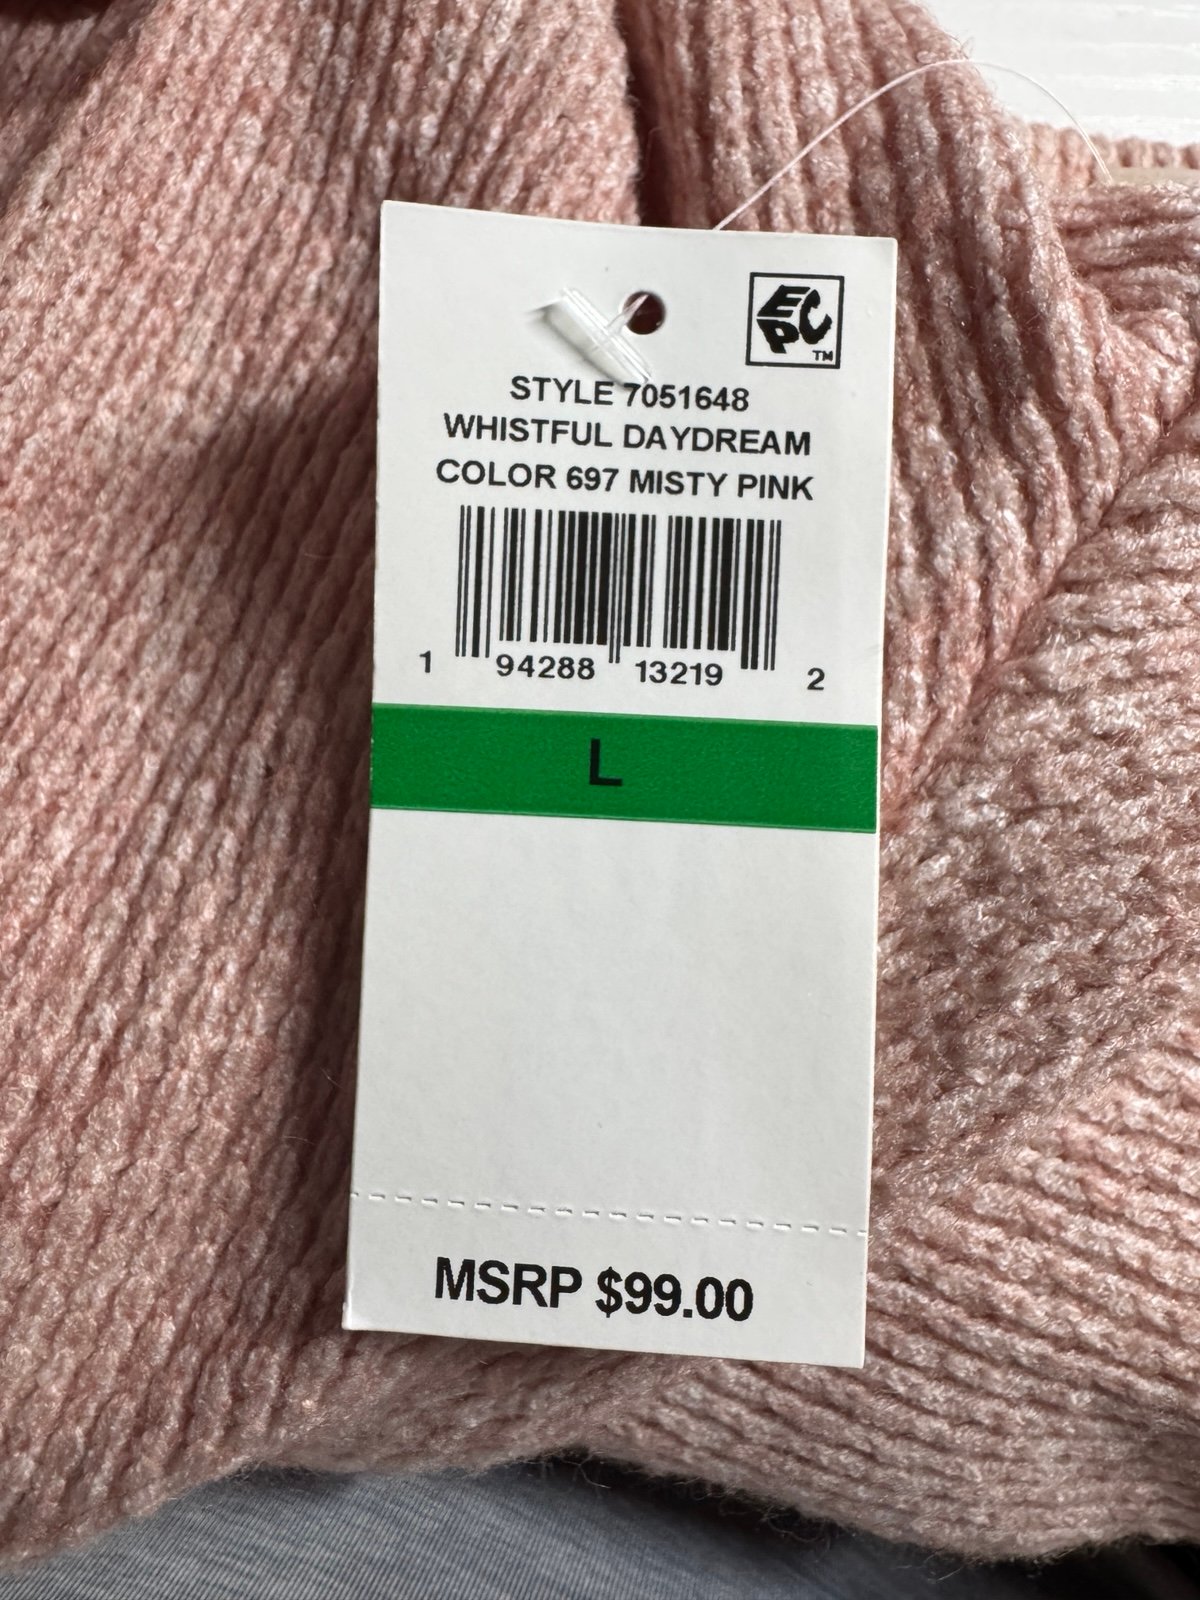 EPC
TM
STYLE 7051648
WHISTFUL DAYDREAM
COLOR 697 MISTY PINK
1 94288 13219 2
L
MSRP $99.00